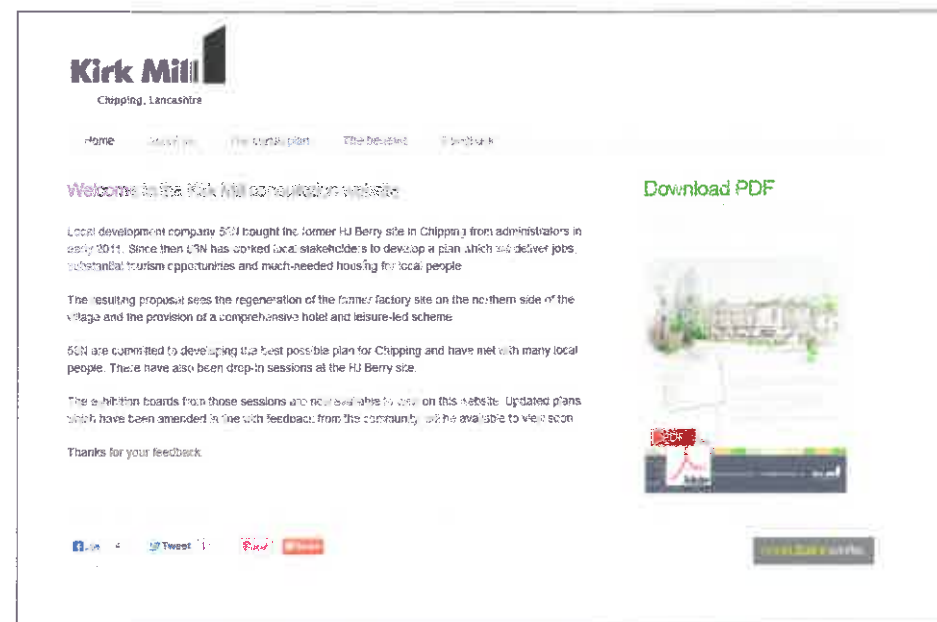 Kirk Mill
Chipping, Lancashire
Home The plan The benefits Feedback
Welcome to the Kirk Mill consultation website
Download PDF
Local development company bought the former HJ Berry site in Chipping from administrators in
early 2011. Since then has worked local stakeholders to develop a plan which will deliver jobs,
substantial tourism opportunities and much-needed housing for local people
The resulting proposal sees the regeneration of the former factory site on the northern side of the
village and the provision of a comprehensive hotel and leisure-led scheme
are committed to developing the best possible plan for Chipping and have met with many local
people. There have also been drop-in sessions at the HJ Berry site.
The exhibition boards from those sessions are now available to view on this website. Updated plans
which have been amended in line with feedback from the community will be available to view soon
Thanks for your feedback.
PDF
Adobe
Tweet